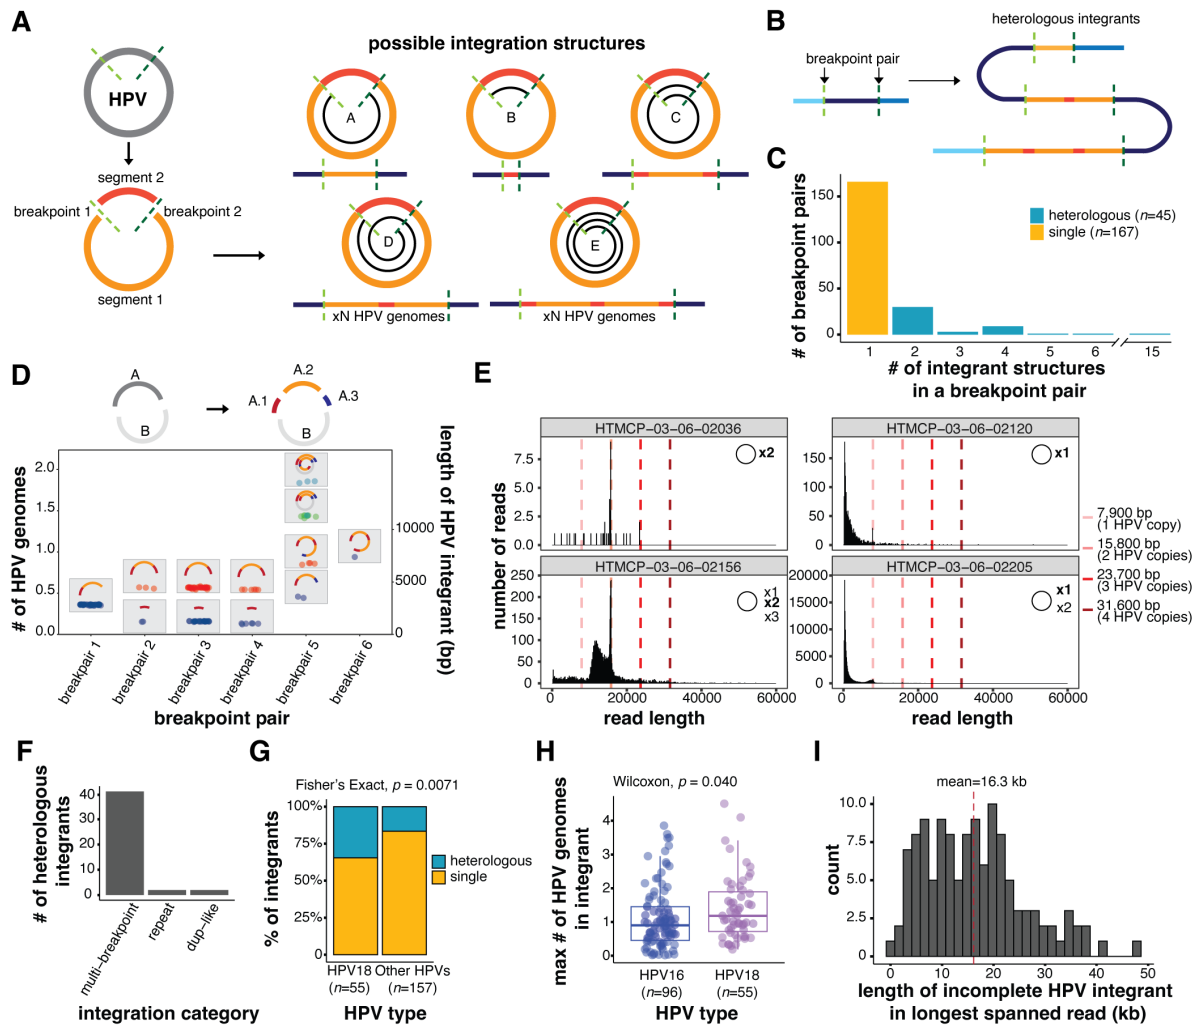 A
possible integration structures
HPV
segment 2
breakpoint 1
breakpoint 2
segment 1
A
B
C
D
E
xN HPV genomes
xN HPV genomes
B
heterologous integrants
breakpoint pair
C
# of breakpoint pairs
150
100
50
0
heterologous (n=45)
single (n=167)
1
2
3
4
5
6
15
# of integrant structures
in a breakpoint pair
D
A
B
A.1
A.2
A.3
B
# of HPV genomes
2.0
1.5
1.0
0.5
0.0
length of HPV integrant (bp)
10000
5000
0
breakpair 1
breakpair 2
breakpair 3
breakpair 4
breakpair 5
breakpair 6
breakpoint pair
E
number of reads
HTMCP-03-06-02036
7.5
5.0
2.5
0.0
x2
HTMCP-03-06-02120
150
100
50
0
x1
HTMCP-03-06-02156
250
200
150
100
50
0
x1
x2
x3
HTMCP-03-06-02205
20000
15000
10000
5000
0
x1
x2
0
20000
40000
60000
read length
0
20000
40000
60000
read length
7,900 bp
(1 HPV copy)
15,800 bp
(2 HPV copies)
23,700 bp
(3 HPV copies)
31,600 bp
(4 HPV copies)
F
# of heterologous
integrants
40
30
20
10
0
multi-breakpoint
repeat
dup-like
integration category
G
Fisher's Exact, p = 0.0071
% of integrants
100%
75%
50%
25%
0
heterologous
single
HPV18
(n=55)
Other HPVs
(n=157)
HPV type
H
Wilcoxon, p = 0.040
max # of HPV genomes
in integrant
4
3
2
1
0
HPV16
(n=96)
HPV18
(n=55)
HPV type
I
mean=16.3 kb
count
10.0
7.5
5.0
2.5
0
0
10
20
30
40
50
length of incomplete HPV integrant
in longest spanned read (kb)